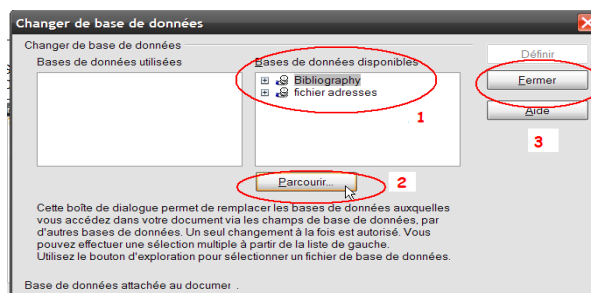 Changer de base de données
Changer de base de données
Bases de données utilisées
Bases de données disponibles
Bibliography
fichier adresses
1
Définir
Fermer
Aide
3
Parcourir...
2
Cette boîte de dialogue permet de remplacer les bases de données auxquelles
vous accédez dans votre document via les champs de base de données, par
d'autres bases de données. Un seul changement à la fois est autorisé. Vous
pouvez effectuer une sélection multiple à partir de la liste de gauche.
Utilisez le bouton d'exploration pour sélectionner un fichier de base de données.
Base de données attachée au documer .